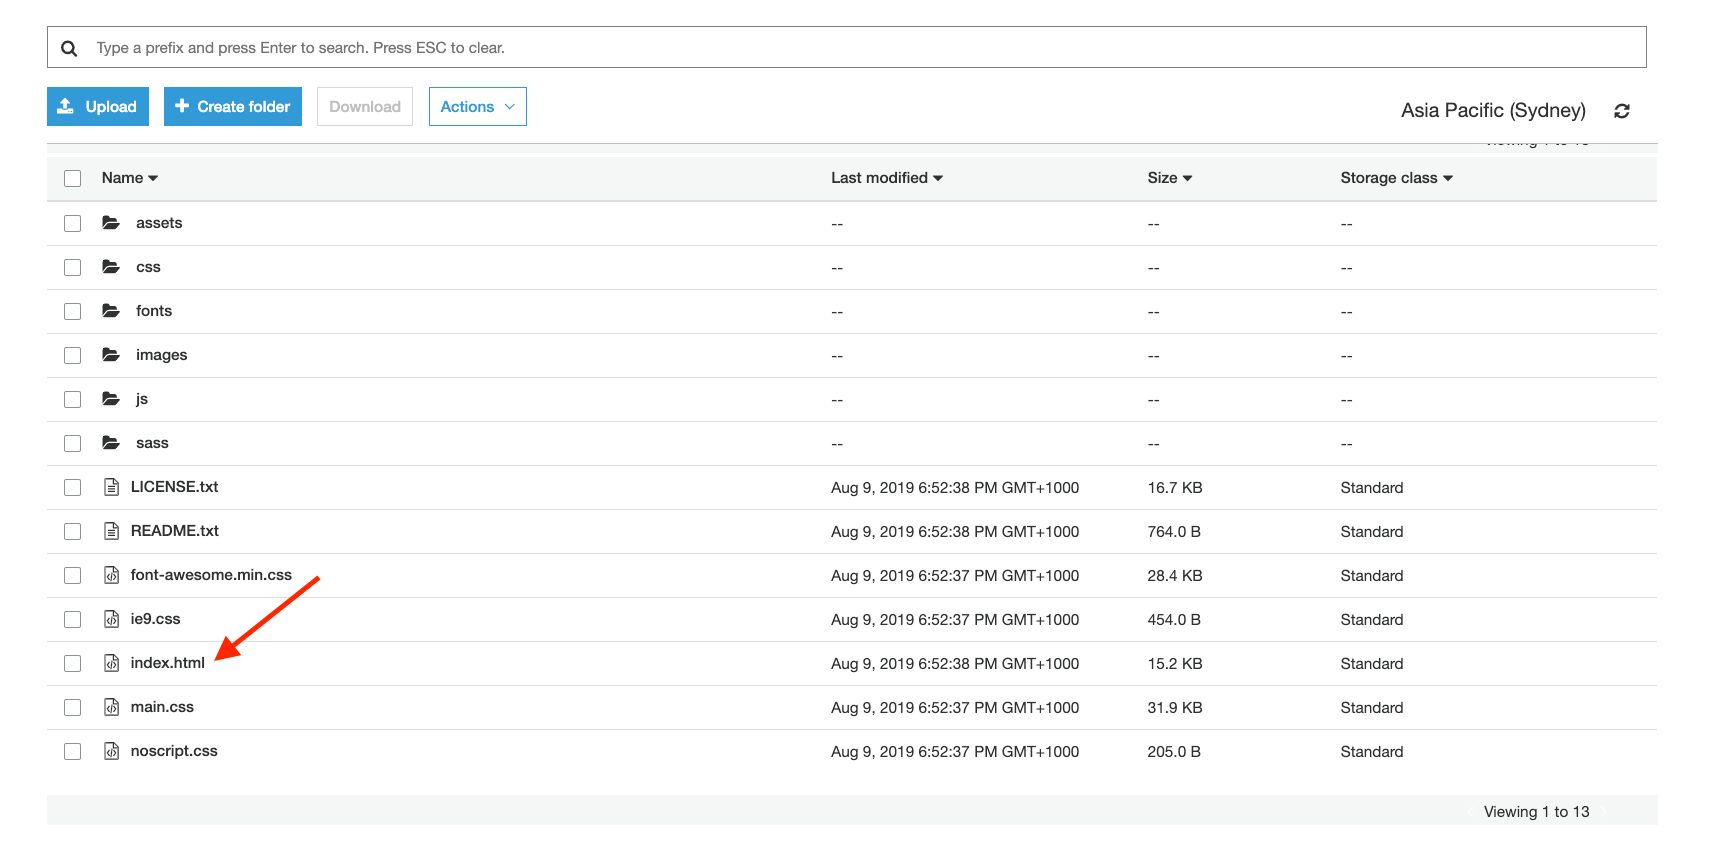 Type a prefix and press Enter to search. Press ESC to clear.
Upload Create folder Download Actions
Asia Pacific (Sydney)
Viewing 1 to 13
Name Last modified Size Storage class
assets -- -- --
css -- -- --
fonts -- -- --
images -- -- --
js -- -- --
sass -- -- --
LICENSE.txt Aug 9, 2019 6:52:38 PM GMT+1000 16.7 KB Standard
README.txt Aug 9, 2019 6:52:38 PM GMT+1000 764.0 B Standard
font-awesome.min.css Aug 9, 2019 6:52:37 PM GMT+1000 28.4 KB Standard
ie9.css Aug 9, 2019 6:52:37 PM GMT+1000 454.0 B Standard
index.html Aug 9, 2019 6:52:38 PM GMT+1000 15.2 KB Standard
main.css Aug 9, 2019 6:52:37 PM GMT+1000 31.9 KB Standard
noscript.css Aug 9, 2019 6:52:37 PM GMT+1000 205.0 B Standard
Viewing 1 to 13